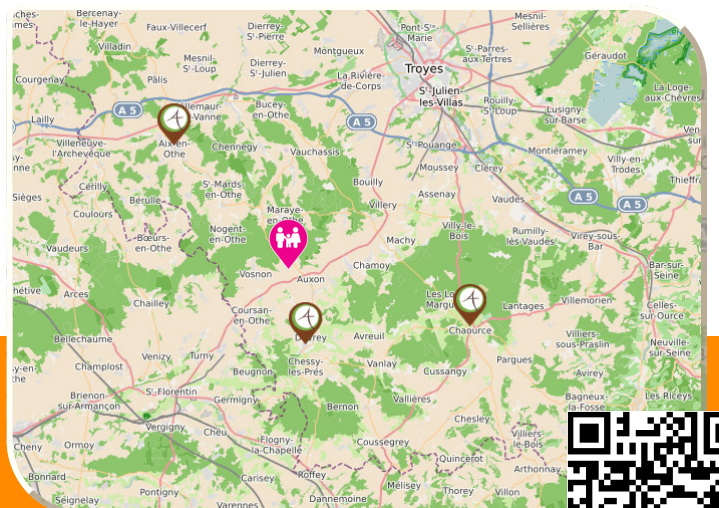 Bercenay-
le-Hayer
Faux-Villecerf
Dierrey-
St-Pierre
Pont-Ste
Marie
Mesnil-
Sellières
Villadin
Montgueux
Mesnil-
St-Loup
Dierrey-
St-Julien
St-Parres-
aux-Tertres
Géraudot
Troyes
Courgenay
Pâlis
La Rivière-
de-Corps
La Loge-
aux-Chèvres
St-Julien
les-Villas
Rouilly-
St-Loup
Lusigny-
sur-Barse
Lailly
A 5
Bucey-
en-Othe
A 5
Villeneuve-
l'Archevêque
Aix-en-
Othe
Chennegy
Vauchassis
St-Pouange
Moussey
Clérey
Montiéramey
Villy-en-
Trodes
Cérilly
St-Mards-
en-Othe
Bouilly
Assenay
A 5
A 5
Sièges
Bérulle
Coulours
Maraye-
en-Othe
Villery
Vaudes
Villy-le-
Bois
Rumilly-
lès-Vaudes
Virey-sous-
Bar
Vaudeurs
Bœurs-
en-Othe
Nogent-
en-Othe
Machy
Chamoy
Bar-sur-
Seine
Vosnon
Auxon
Arces
Chailley
Coursan-
en-Othe
Lantages
Villemorien
Celles-
sur-Ource
Chaource
Bellechaume
Venizy
Turny
Avreuil
Villiers-
sous-Praslin
Neuville-
sur-Seine
Champlost
Chessy-
les-Prés
Vanlay
Pargues
Beugnon
Cussangy
Avirey
Brienon-
sur-Armançon
St-Florentin
Germigny
Bernon
Vallières
Bagneux-
la-Fosse
Les Riceys
Vergigny
Chéu
Chesley
Cheny
Ormoy
Flogny-
la-Chapelle
Coussegrey
Villiers-
le-Bois
Quincerot
Arthonnay
Bonnard
Pontigny
Carisey
Roffey
Mélisey
Thorey
Villon
Seignelay
Varennes
Dannemoine